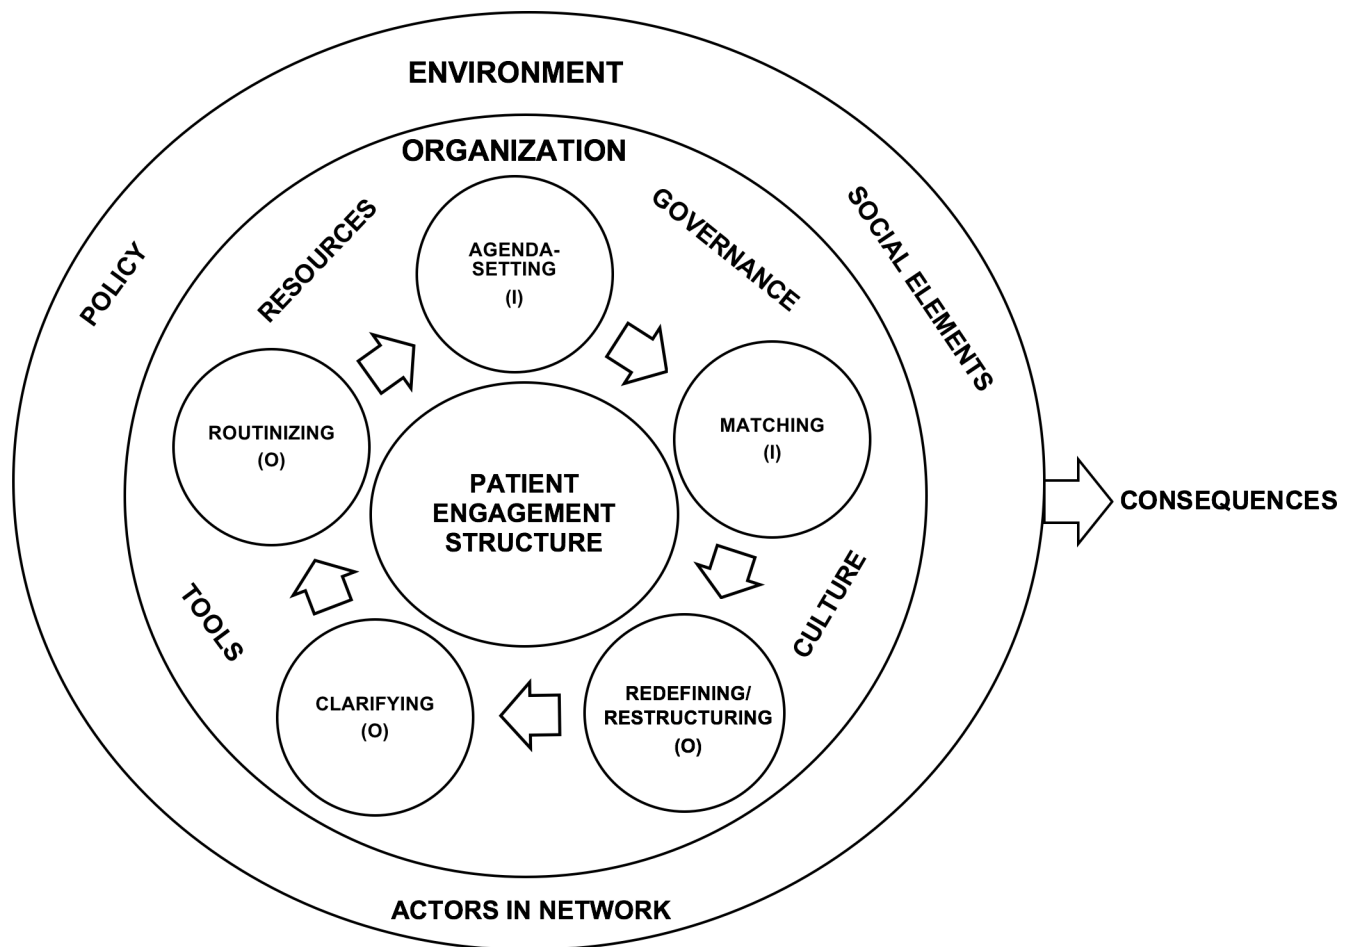 ENVIRONMENT
ORGANIZATION
POLICY
RESOURCES
GOVERNANCE
SOCIAL ELEMENTS
AGENDA-
SETTING
(I)
ROUTINIZING
(O)
MATCHING
(I)
PATIENT
ENGAGEMENT
STRUCTURE
CONSEQUENCES
TOOLS
CULTURE
CLARIFYING
(O)
REDEFINING/
RESTRUCTURING
(O)
ACTORS IN NETWORK